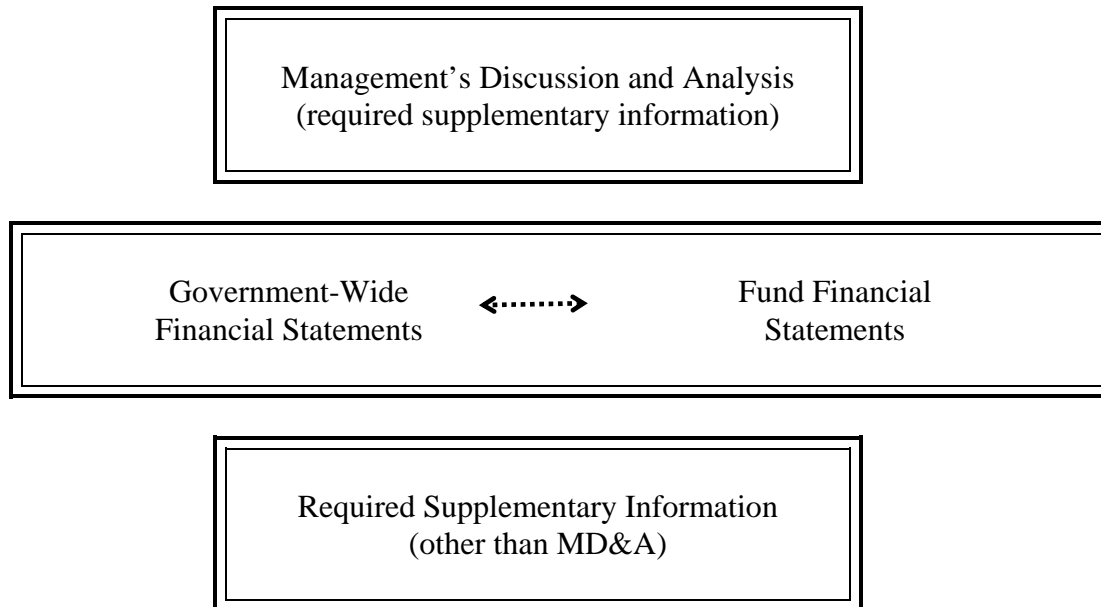 Management’s Discussion and Analysis
(required supplementary information)
Government-Wide
Financial Statements
Fund Financial
Statements
Required Supplementary Information
(other than MD&A)